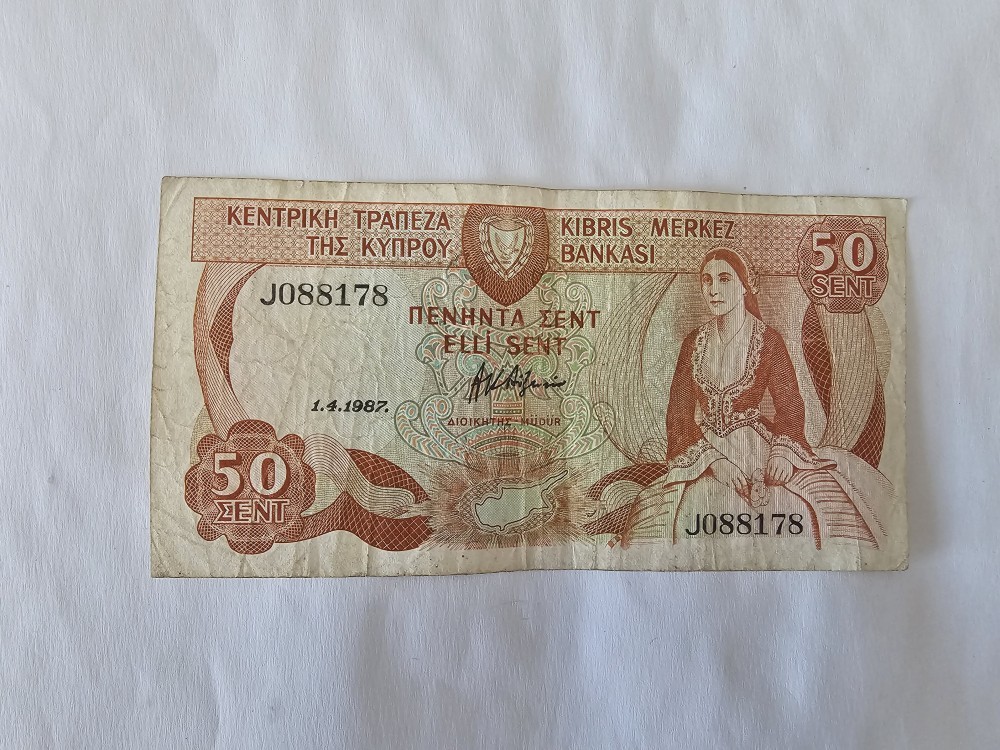 ΚΕΝΤΡΙΚΗ ΤΡΑΠΕΖΑ
ΤΗΣ ΚΥΠΡΟΥ
KIBRIS MERKEZ
BANKASI
50
SENT
J088178
ΠΕΝΗΝΤΑ ΣΕΝΤ
ELLI SENT
1.4.1987.
ΔΙΟΙΚΗΤΗΣ-MÜDÜR
50
ΣΕΝΤ
J088178